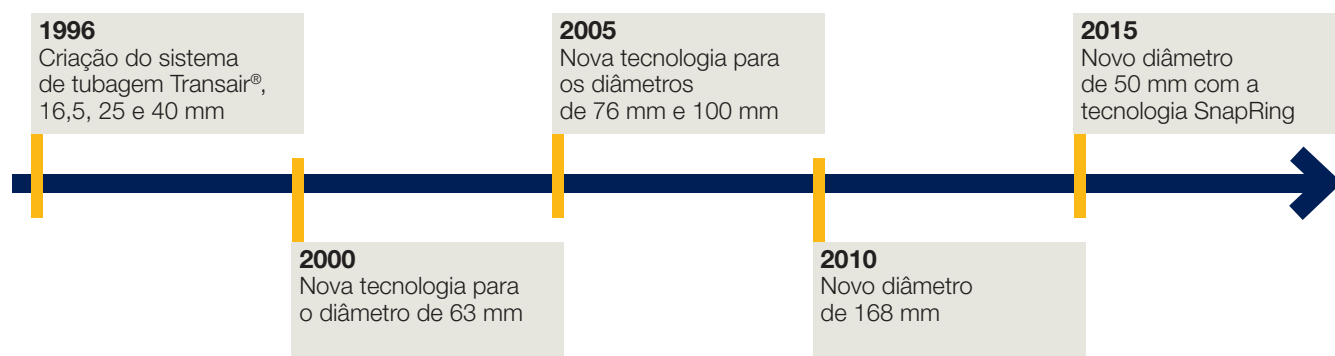 1996
Criação do sistema
de tubagem Transair®,
16,5, 25 e 40 mm
2000
Nova tecnologia para
o diâmetro de 63 mm
2005
Nova tecnologia para
os diâmetros
de 76 mm e 100 mm
2010
Novo diâmetro
de 168 mm
2015
Novo diâmetro
de 50 mm com a
tecnologia SnapRing